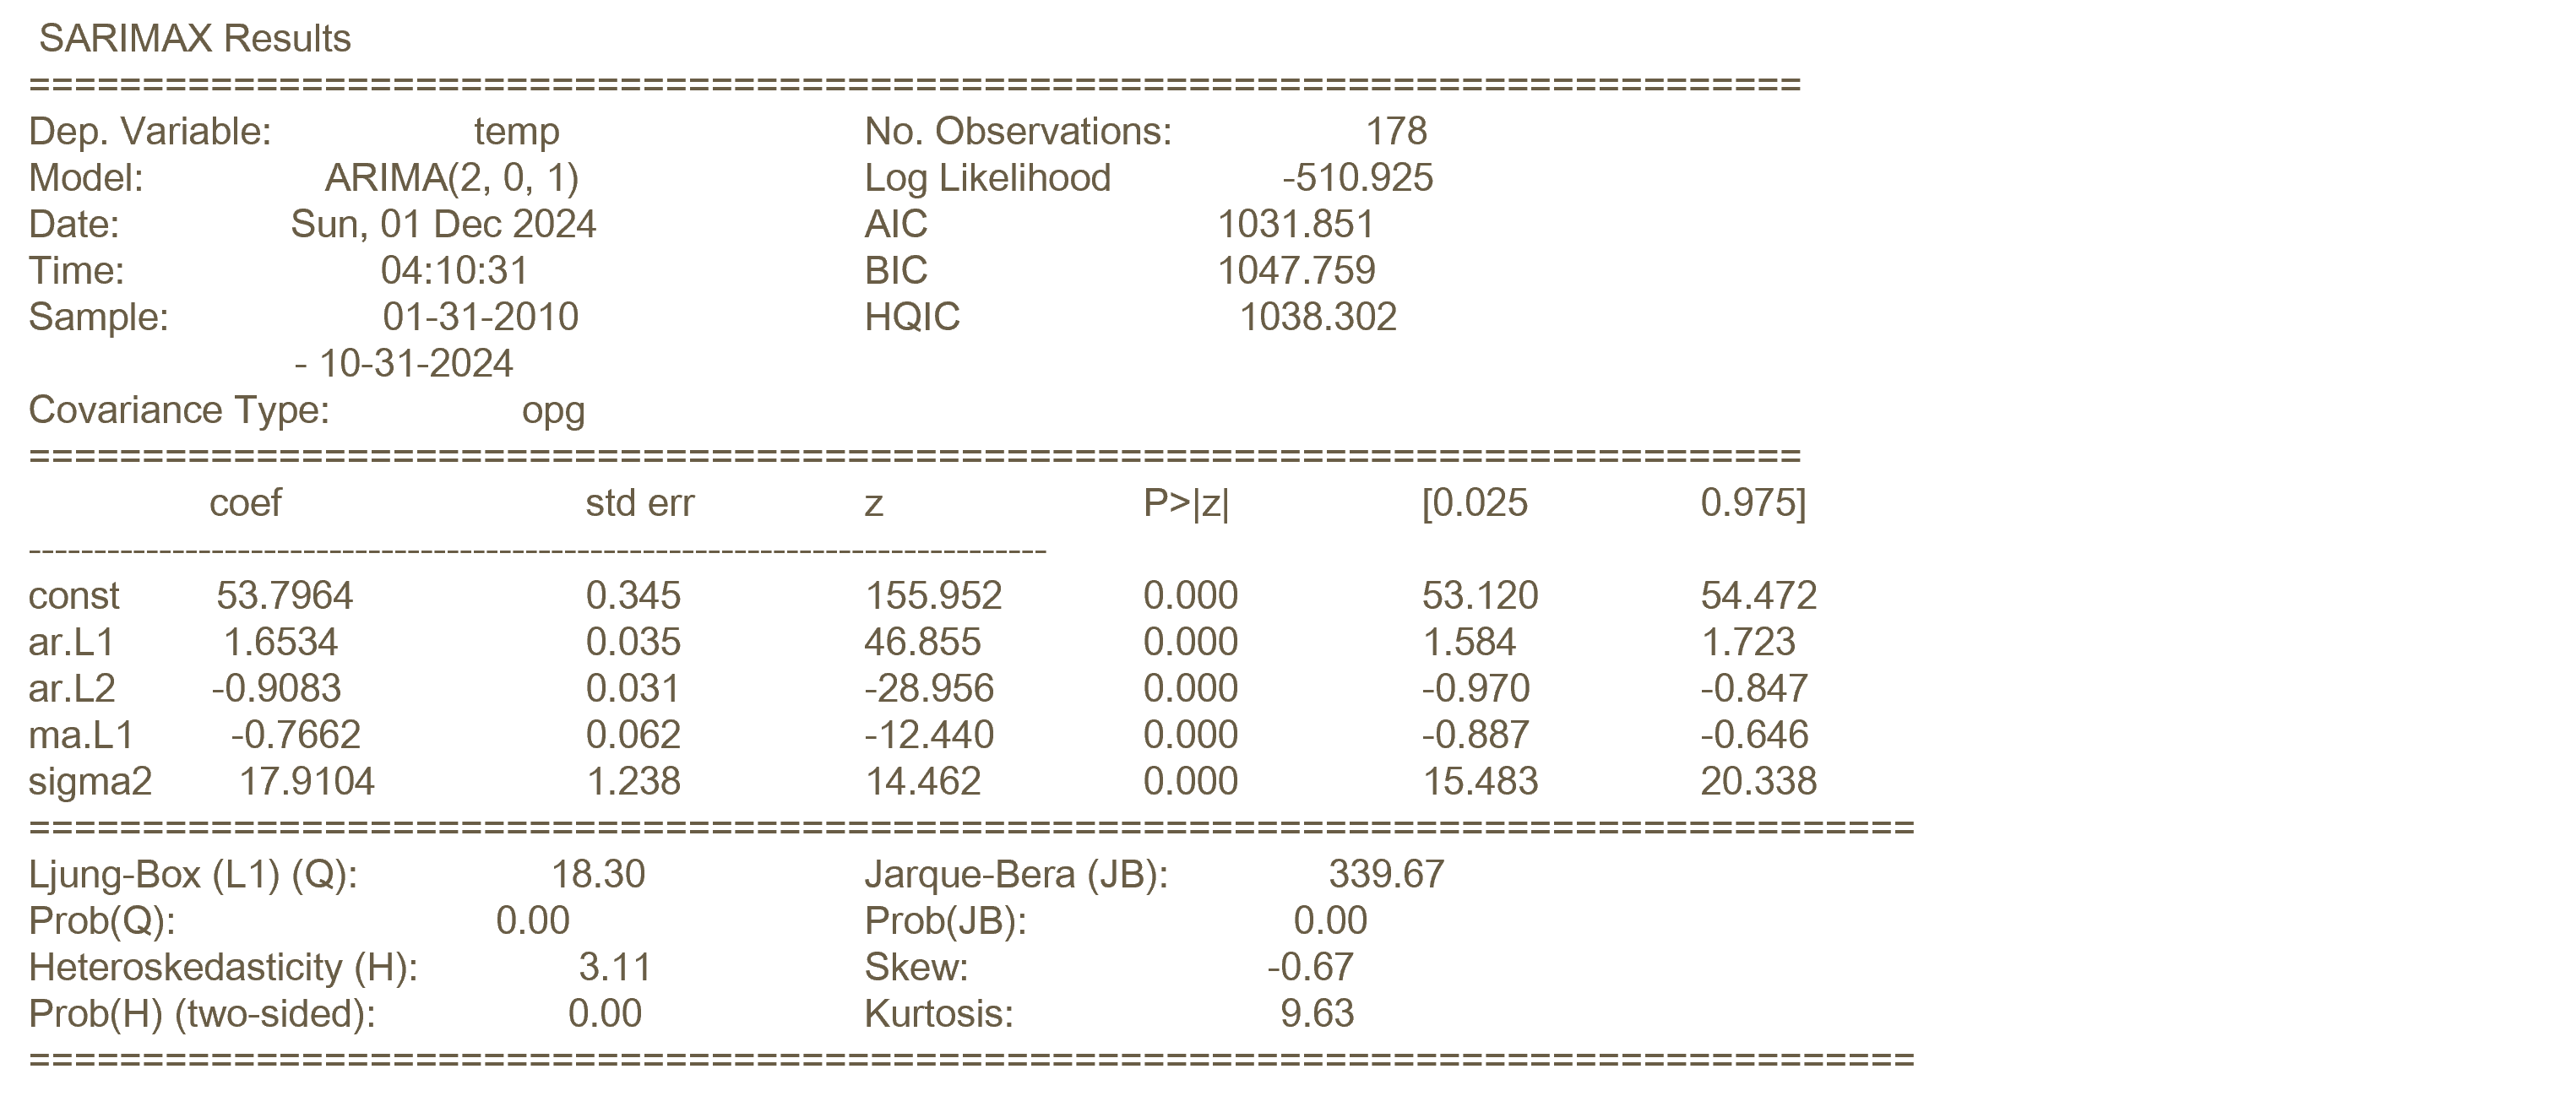 SARIMAX Results
==============================================================================
Dep. Variable: temp No. Observations: 178
Model: ARIMA(2, 0, 1) Log Likelihood -510.925
Date: Sun, 01 Dec 2024 AIC 1031.851
Time: 04:10:31 BIC 1047.759
Sample: 01-31-2010 HQIC 1038.302
- 10-31-2024
Covariance Type: opg
==============================================================================
coef std err z P>|z| [0.025 0.975]
------------------------------------------------------------------------------
const 53.7964 0.345 155.952 0.000 53.120 54.472
ar.L1 1.6534 0.035 46.855 0.000 1.584 1.723
ar.L2 -0.9083 0.031 -28.956 0.000 -0.970 -0.847
ma.L1 -0.7662 0.062 -12.440 0.000 -0.887 -0.646
sigma2 17.9104 1.238 14.462 0.000 15.483 20.338
===================================================================================
Ljung-Box (L1) (Q): 18.30 Jarque-Bera (JB): 339.67
Prob(Q): 0.00 Prob(JB): 0.00
Heteroskedasticity (H): 3.11 Skew: -0.67
Prob(H) (two-sided): 0.00 Kurtosis: 9.63
===================================================================================